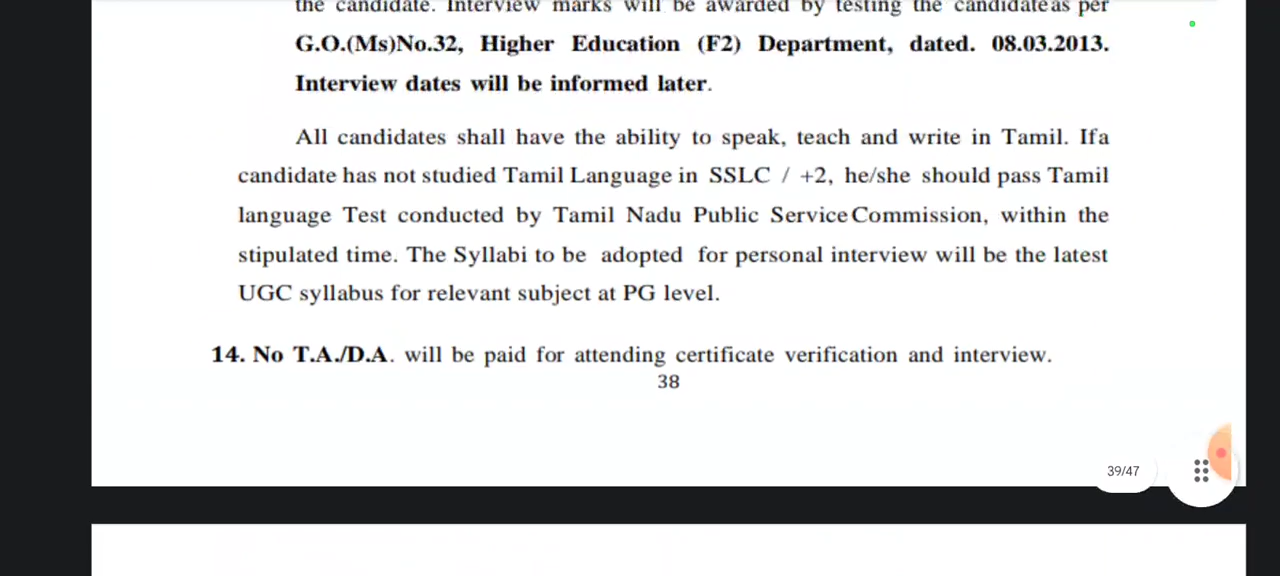 the candidate. Interview marks will be awarded by testing the candidateas per
G.O.(Ms)No.32, Higher Education (F2) Department, dated. 08.03.2013.
Interview dates will be informed later.
All candidates shall have the ability to speak, teach and write in Tamil. Ifa
candidate has not studied Tamil Language in SSLC / +2, he/she should pass Tamil
language Test conducted by Tamil Nadu Public ServiceCommission, within the
stipulated time. The Syllabi to be adopted for personal interview will be the latest
UGC syllabus for relevant subject at PG level.
14. No T.A./D.A. will be paid for attending certificate verification and interview.
38
39/47